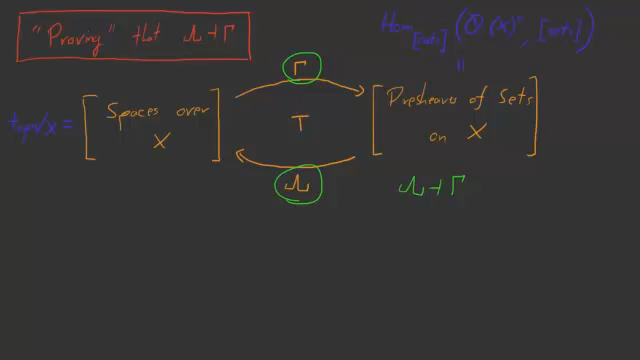 "Proving" that Λ ⊣ Γ
Hom[sets] (O(X)^op, [sets])
=
Γ
top/X = [Spaces over X]
T
[Presheaves of Sets on X]
Λ
Λ ⊣ Γ